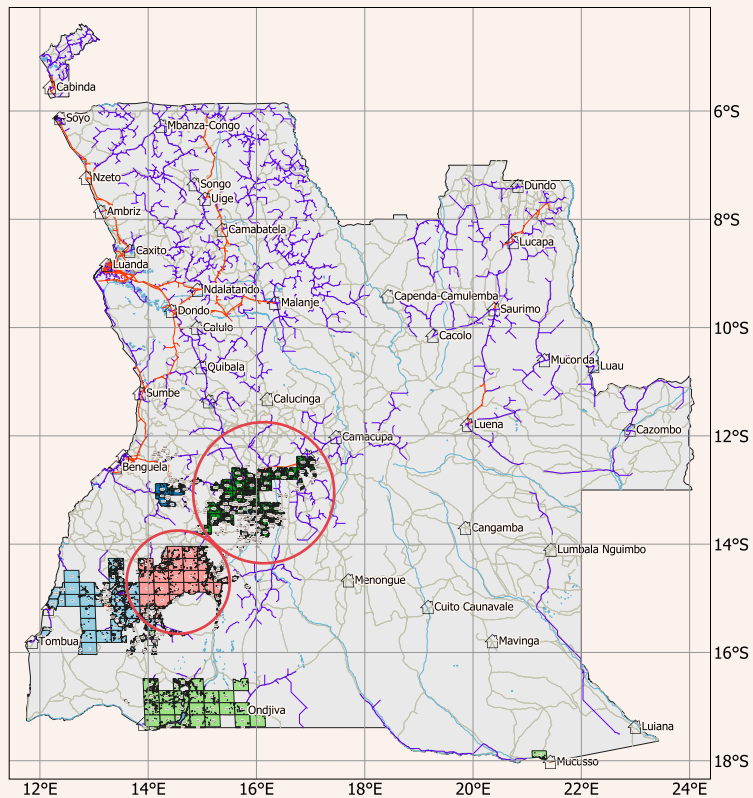 Cabinda
Soyo
6°S
Mbanza-Congo
Nzeto
Songo
Dundo
Uige
Ambriz
8°S
Camabatela
Lucapa
Caxito
Luanda
Ndalatando
Capenda-Camulemba
Malanje
Saurimo
Dondo
10°S
Calulo
Cacolo
Muconda
Luau
Quibala
Sumbe
Calucinga
Luena
Cazombo
12°S
Camacupa
Benguela
Cangamba
14°S
Lumbala Nguimbo
Menongue
Cuito Caunavale
Tombua
Mavinga
16°S
Ondjiva
Luiana
Mucusso
18°S
12°E 14°E 16°E 18°E 20°E 22°E 24°E